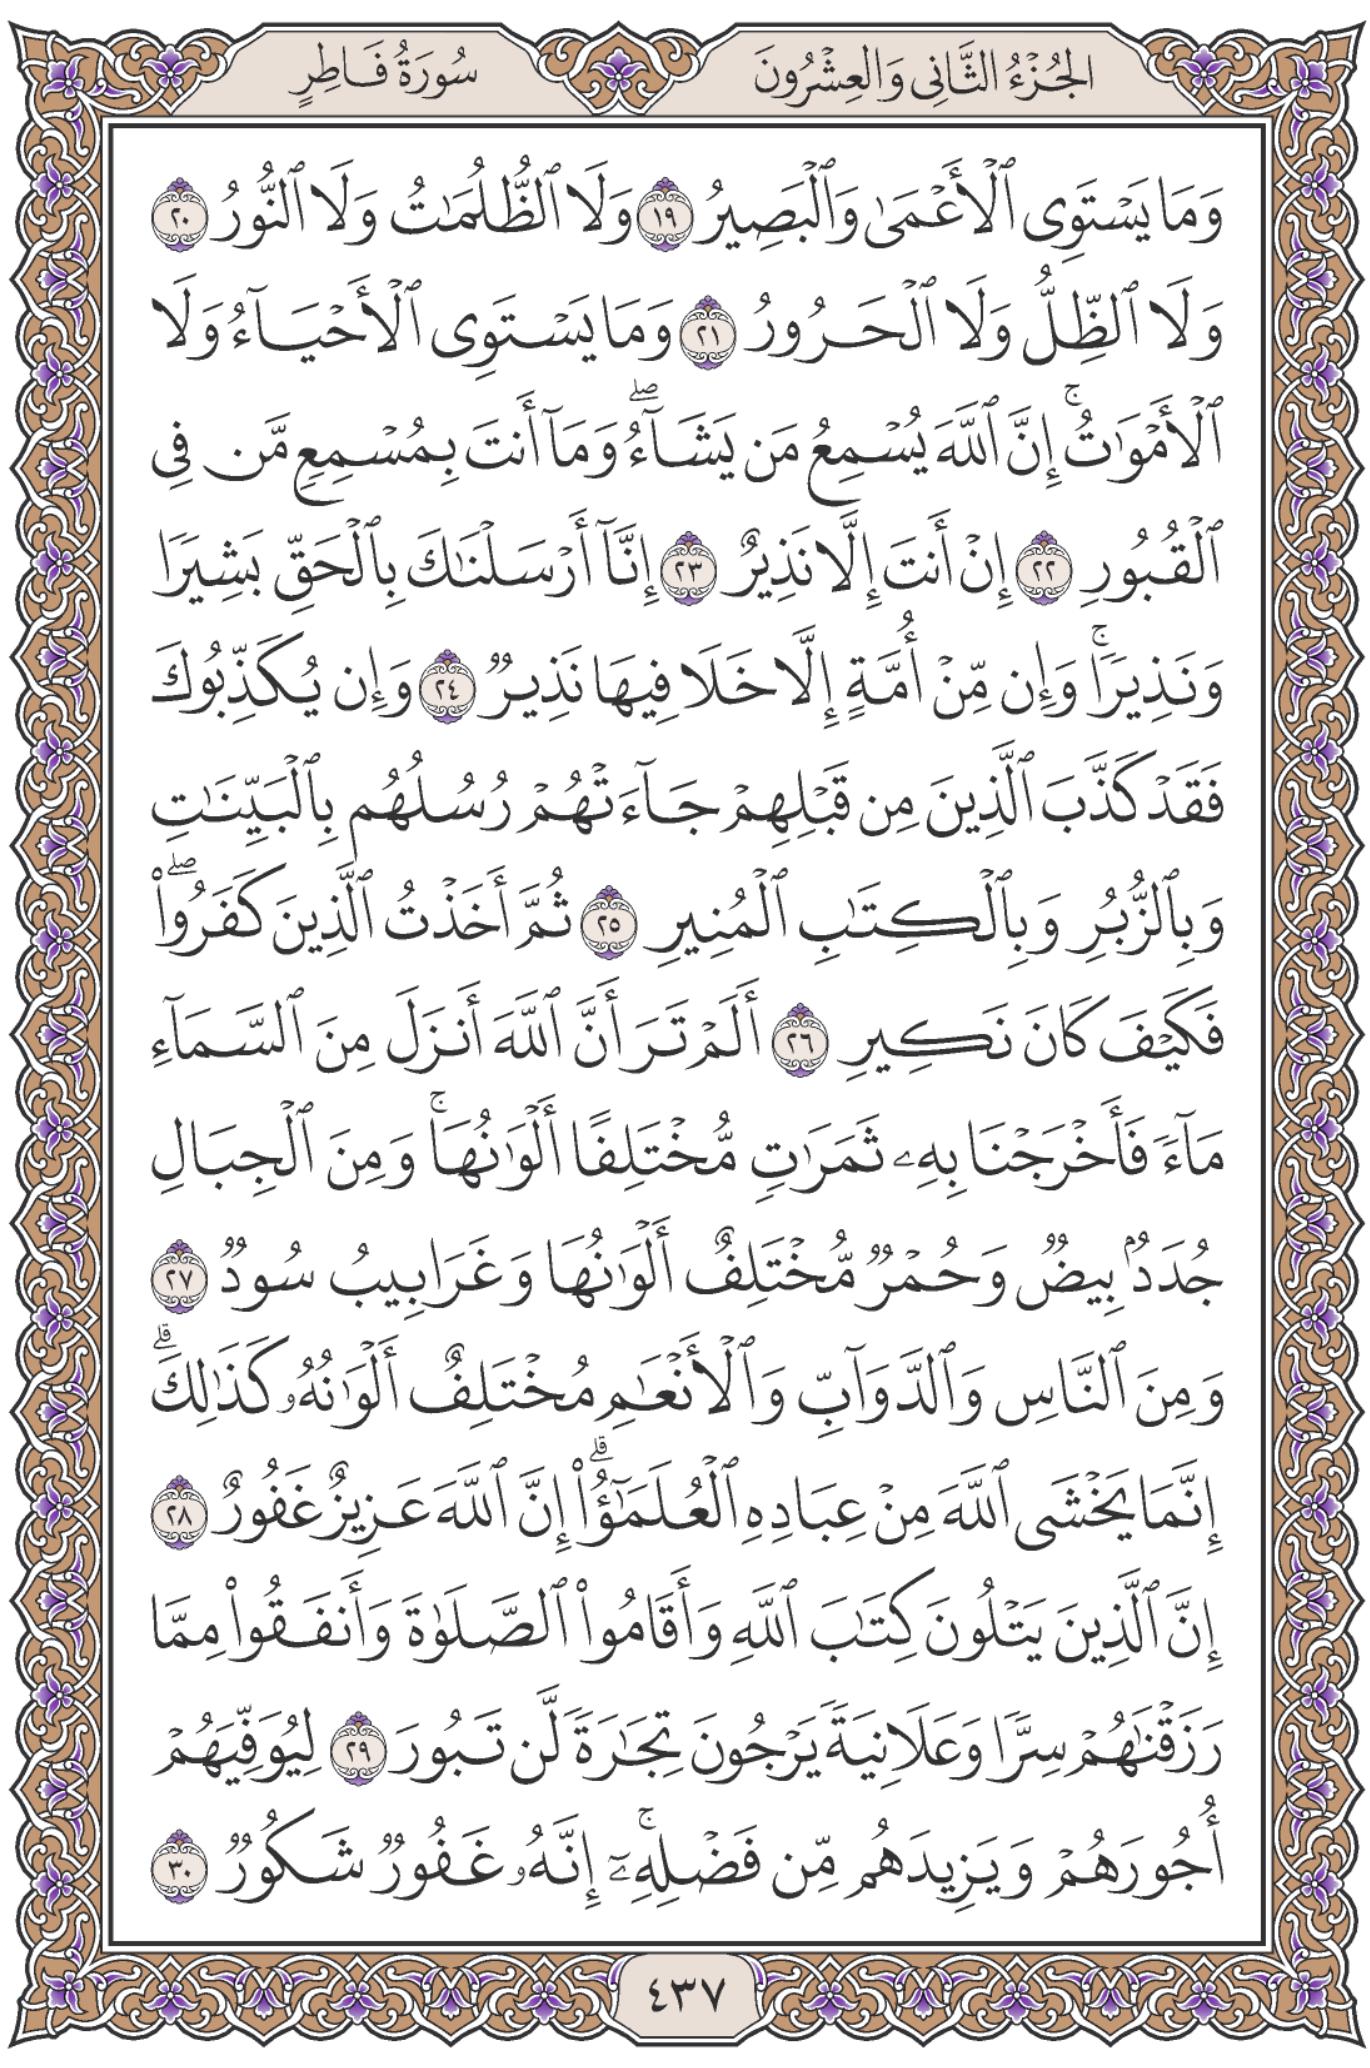 الجُزْءُ الثَّانِي وَالعِشْرُونَ
سُورَةُ فَاطِرٍ
وَمَا يَسْتَوِى ٱلْأَعْمَىٰ وَٱلْبَصِيرُ ١٩ وَلَا ٱلظُّلُمَٰتُ وَلَا ٱلنُّورُ ٢٠
وَلَا ٱلظِّلُّ وَلَا ٱلْحَرُورُ ٢١ وَمَا يَسْتَوِى ٱلْأَحْيَآءُ وَلَا
ٱلْأَمْوَٰتُ ۚ إِنَّ ٱللَّهَ يُسْمِعُ مَن يَشَآءُ ۖ وَمَآ أَنتَ بِمُسْمِعٍ مَّن فِى
ٱلْقُبُورِ ٢٢ إِنْ أَنتَ إِلَّا نَذِيرٌ ٢٣ إِنَّآ أَرْسَلْنَٰكَ بِٱلْحَقِّ بَشِيرًا
وَنَذِيرًا ۚ وَإِن مِّنْ أُمَّةٍ إِلَّا خَلَا فِيهَا نَذِيرٌ ٢٤ وَإِن يُكَذِّبُوكَ
فَقَدْ كَذَّبَ ٱلَّذِينَ مِن قَبْلِهِمْ جَآءَتْهُمْ رُسُلُهُم بِٱلْبَيِّنَٰتِ
وَبِٱلزُّبُرِ وَبِٱلْكِتَٰبِ ٱلْمُنِيرِ ٢٥ ثُمَّ أَخَذْتُ ٱلَّذِينَ كَفَرُوا۟ ۖ
فَكَيْفَ كَانَ نَكِيرِ ٢٦ أَلَمْ تَرَ أَنَّ ٱللَّهَ أَنزَلَ مِنَ ٱلسَّمَآءِ
مَآءً فَأَخْرَجْنَا بِهِۦ ثَمَرَٰتٍ مُّخْتَلِفًا أَلْوَٰنُهَا ۚ وَمِنَ ٱلْجِبَالِ
جُدَدٌۢ بِيضٌ وَحُمْرٌ مُّخْتَلِفٌ أَلْوَٰنُهَا وَغَرَابِيبُ سُودٌ ٢٧
وَمِنَ ٱلنَّاسِ وَٱلدَّوَآبِّ وَٱلْأَنْعَٰمِ مُخْتَلِفٌ أَلْوَٰنُهُۥ كَذَٰلِكَ ۗ
إِنَّمَا يَخْشَى ٱللَّهَ مِنْ عِبَادِهِ ٱلْعُلَمَٰٓؤُا۟ ۗ إِنَّ ٱللَّهَ عَزِيزٌ غَفُورٌ ٢٨
إِنَّ ٱلَّذِينَ يَتْلُونَ كِتَٰبَ ٱللَّهِ وَأَقَامُوا۟ ٱلصَّلَوٰةَ وَأَنفَقُوا۟ مِمَّا
رَزَقْنَٰهُمْ سِرًّا وَعَلَانِيَةً يَرْجُونَ تِجَٰرَةً لَّن تَبُورَ ٢٩ لِيُوَفِّيَهُمْ
أُجُورَهُمْ وَيَزِيدَهُم مِّن فَضْلِهِۦٓ ۚ إِنَّهُۥ غَفُورٌ شَكُورٌ ٣٠
٤٣٧